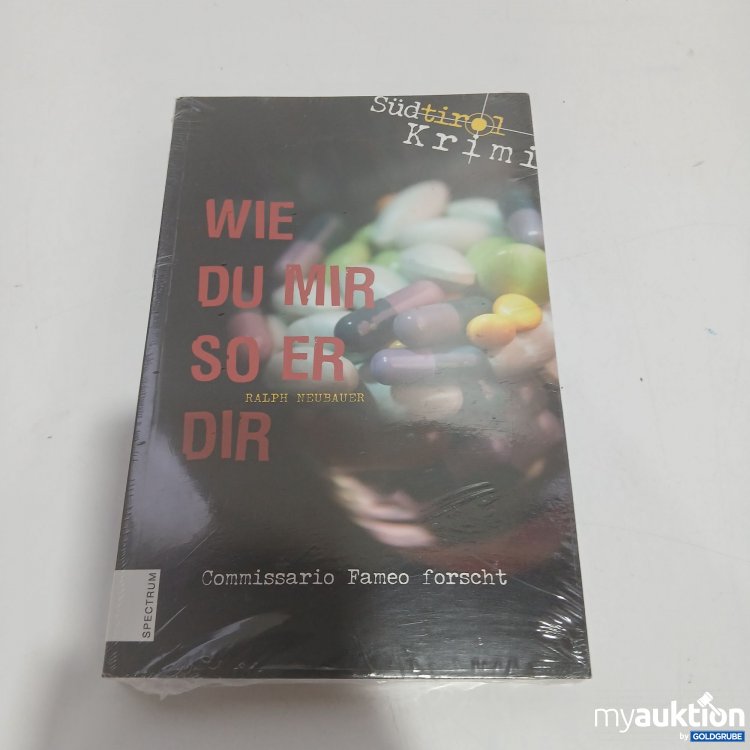 Südtirol
Krimi
WIE
DU MIR
SO ER
RALPH NEUBAUER
DIR
Commissario Fameo forscht
SPECTRUM
myauktion
by GOLDGRUBE